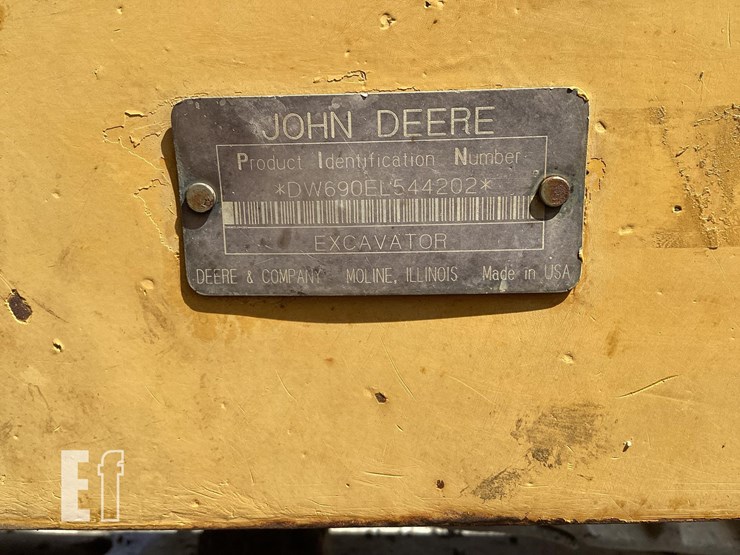 JOHN DEERE
Product Identification Number
*DW690EL544202*
EXCAVATOR
DEERE & COMPANY MOLINE, ILLINOIS Made in USA
Ef